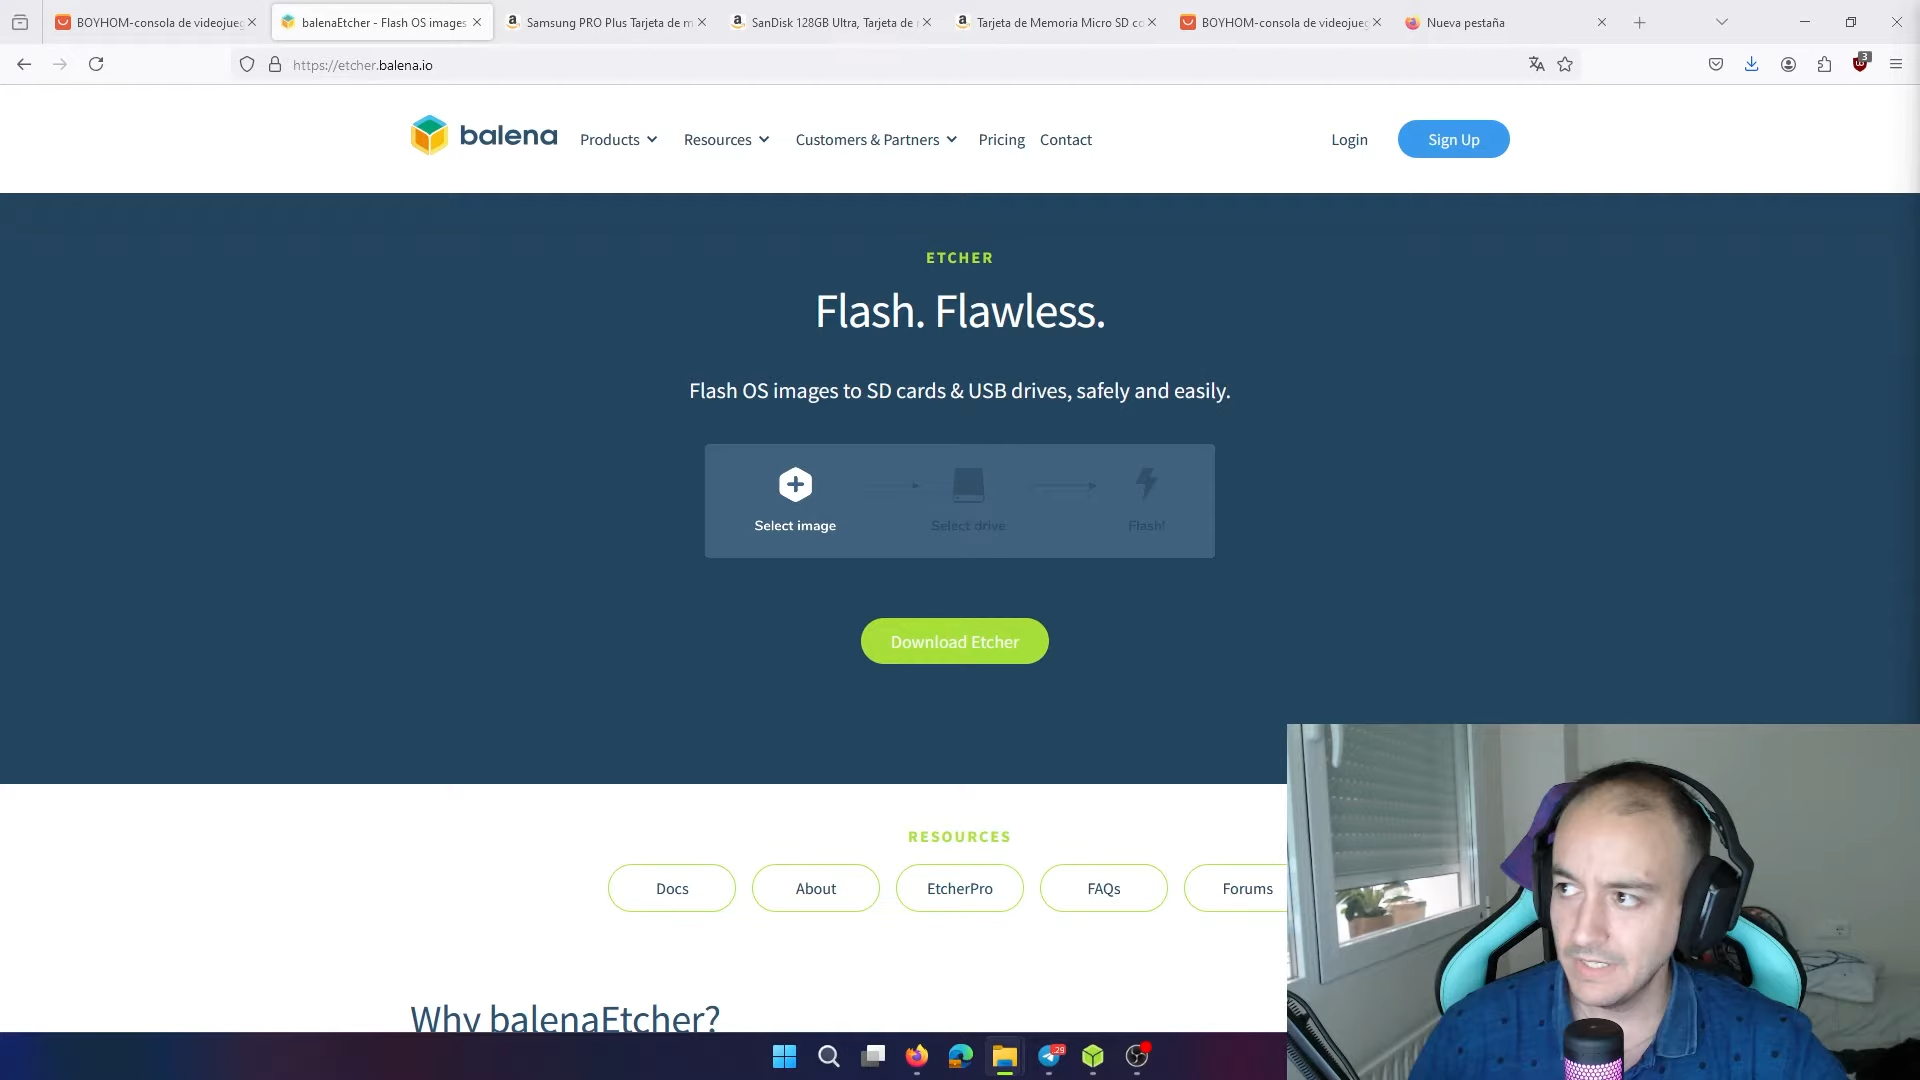 BOYHOM-consola de videojueg
balenaEtcher - Flash OS images
Samsung PRO Plus Tarjeta de m
SanDisk 128GB Ultra, Tarjeta de
Tarjeta de Memoria Micro SD co
BOYHOM-consola de videojueg
Nueva pestaña
https://etcher.balena.io
3
balena
Products
Resources
Customers & Partners
Pricing
Contact
Login
Sign Up
ETCHER
Flash. Flawless.
Flash OS images to SD cards & USB drives, safely and easily.
Select image
Select drive
Flash!
Download Etcher
RESOURCES
Docs
About
EtcherPro
FAQs
Forums
Why balenaEtcher?
29